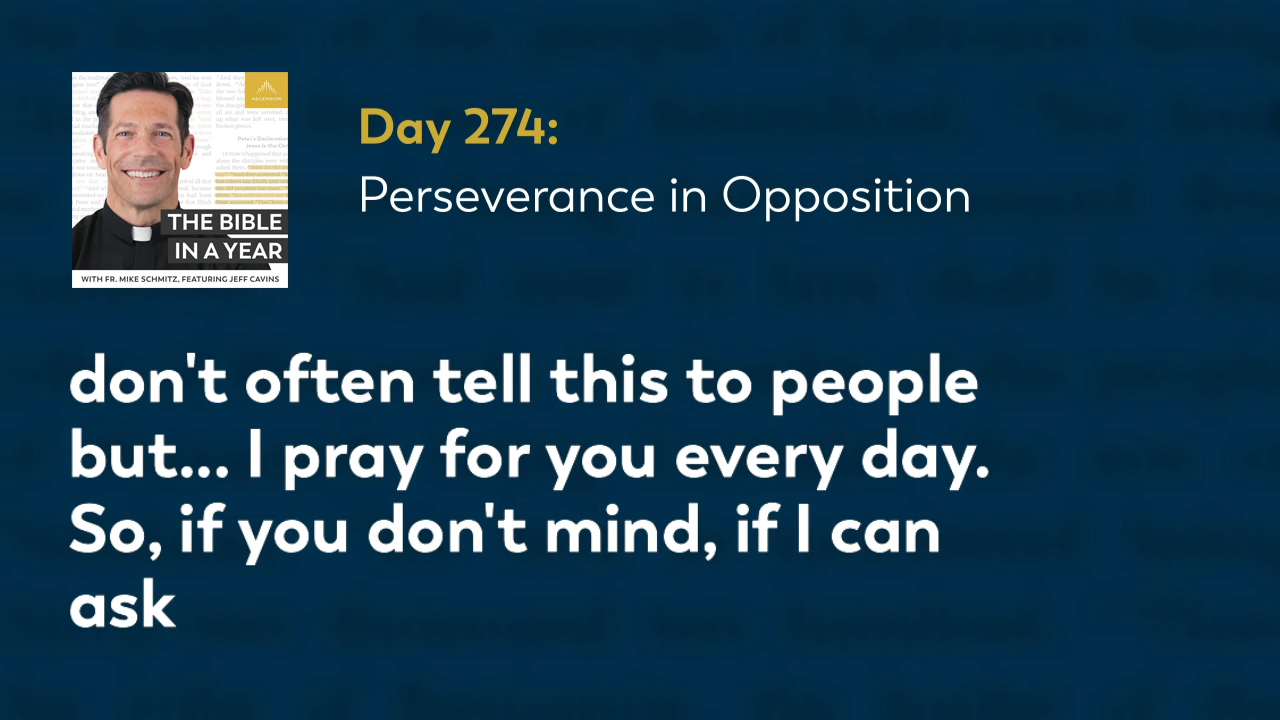 ASCENSION
THE BIBLE
IN A YEAR
WITH FR. MIKE SCHMITZ, FEATURING JEFF CAVINS
Day 274:
Perseverance in Opposition
don't often tell this to people
but... I pray for you every day.
So, if you don't mind, if I can
ask